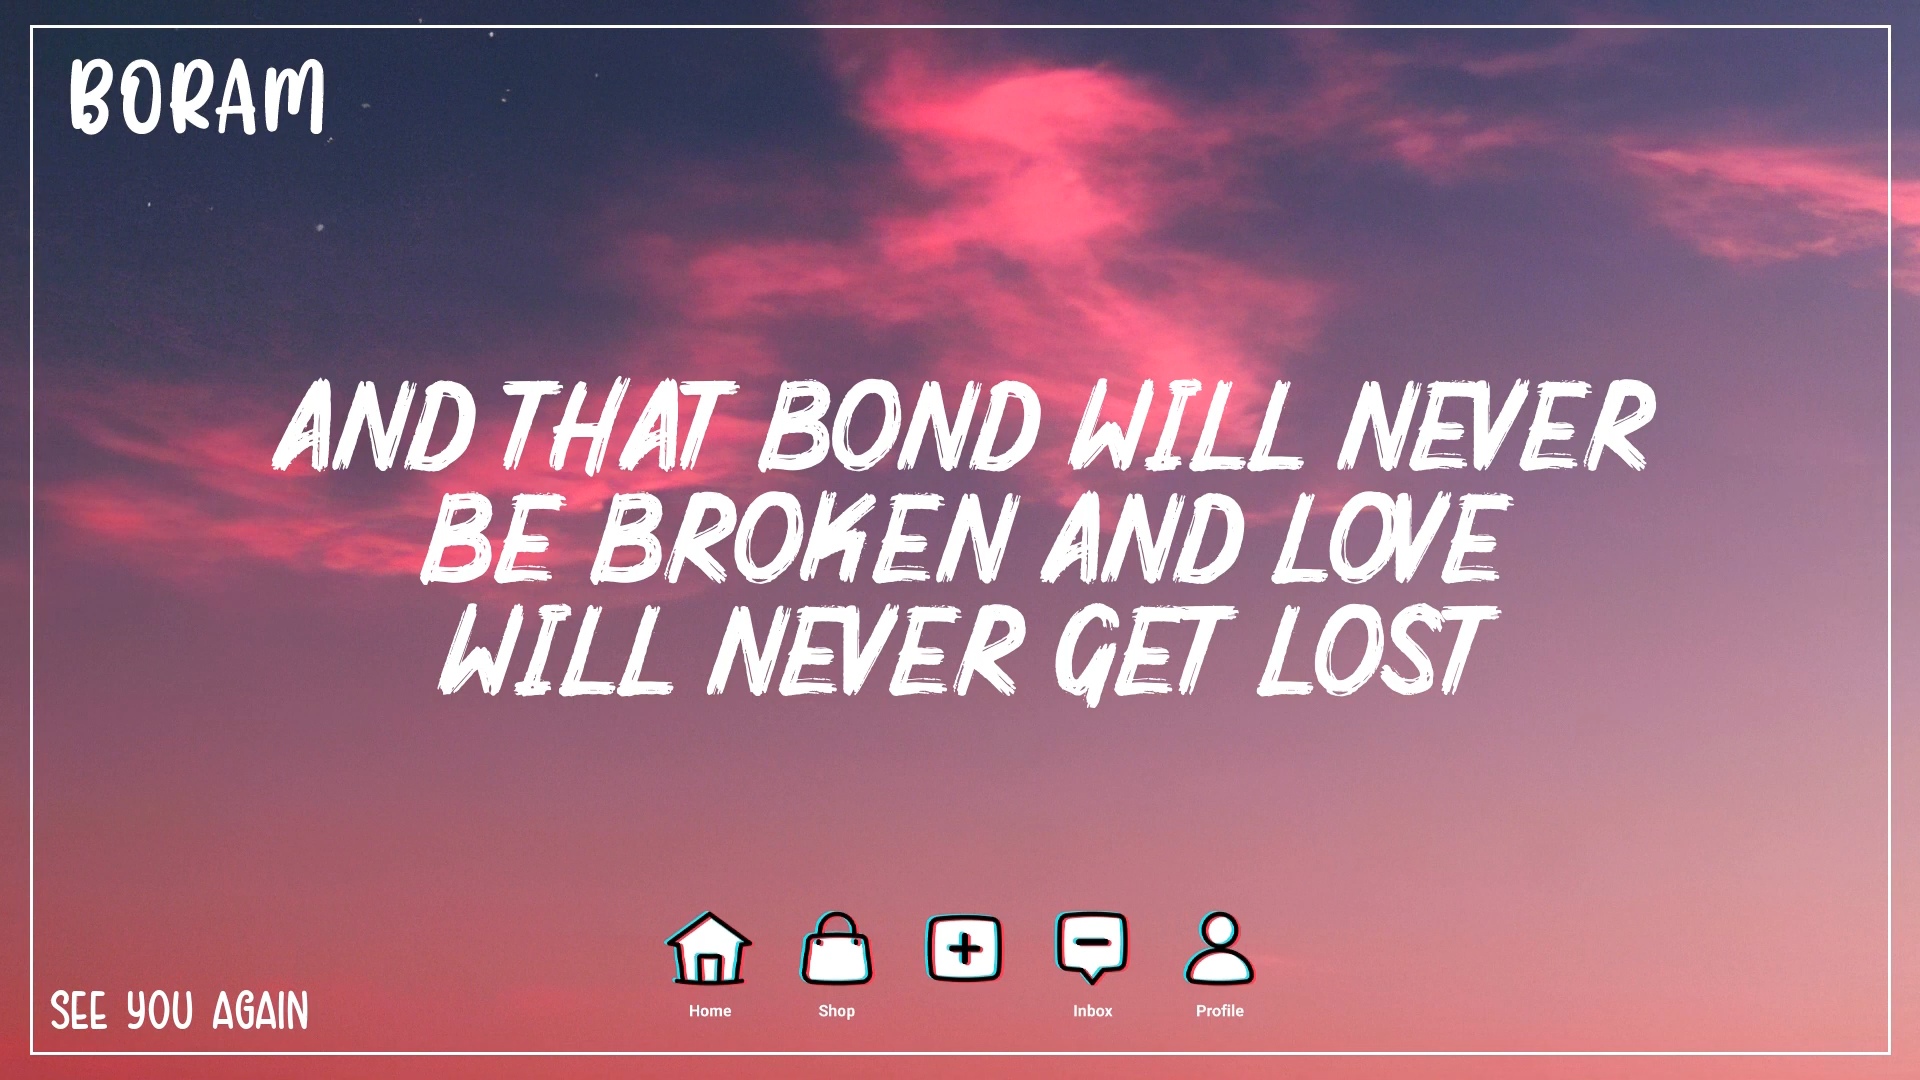 BORAM
AND THAT BOND WILL NEVER
BE BROKEN AND LOVE
WILL NEVER GET LOST
Home
Shop
Inbox
Profile
SEE YOU AGAIN